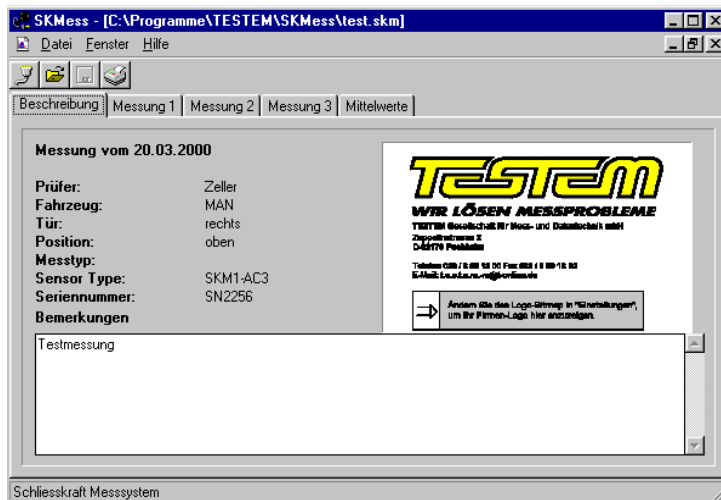 SKMess - [C:\Programme\TESTEM\SKMess\test.skm]
Datei Fenster Hilfe
Beschreibung Messung 1 Messung 2 Messung 3 Mittelwerte
Messung vom 20.03.2000
Prüfer: Zeller
Fahrzeug: MAN
Tür: rechts
Position: oben
Messtyp:
Sensor Type: SKM1-AC3
Seriennummer: SN2256
Bemerkungen
TESTEM
WIR LÖSEN MESSPROBLEME
TESTEM Gesellschaft für Mess- und Datentechnik mbH
Ändern Sie das Logo-Bitmap in "Einstellungen",
um Ihr Firmen-Logo hier anzuzeigen.
Testmessung
Schliesskraft Messsystem